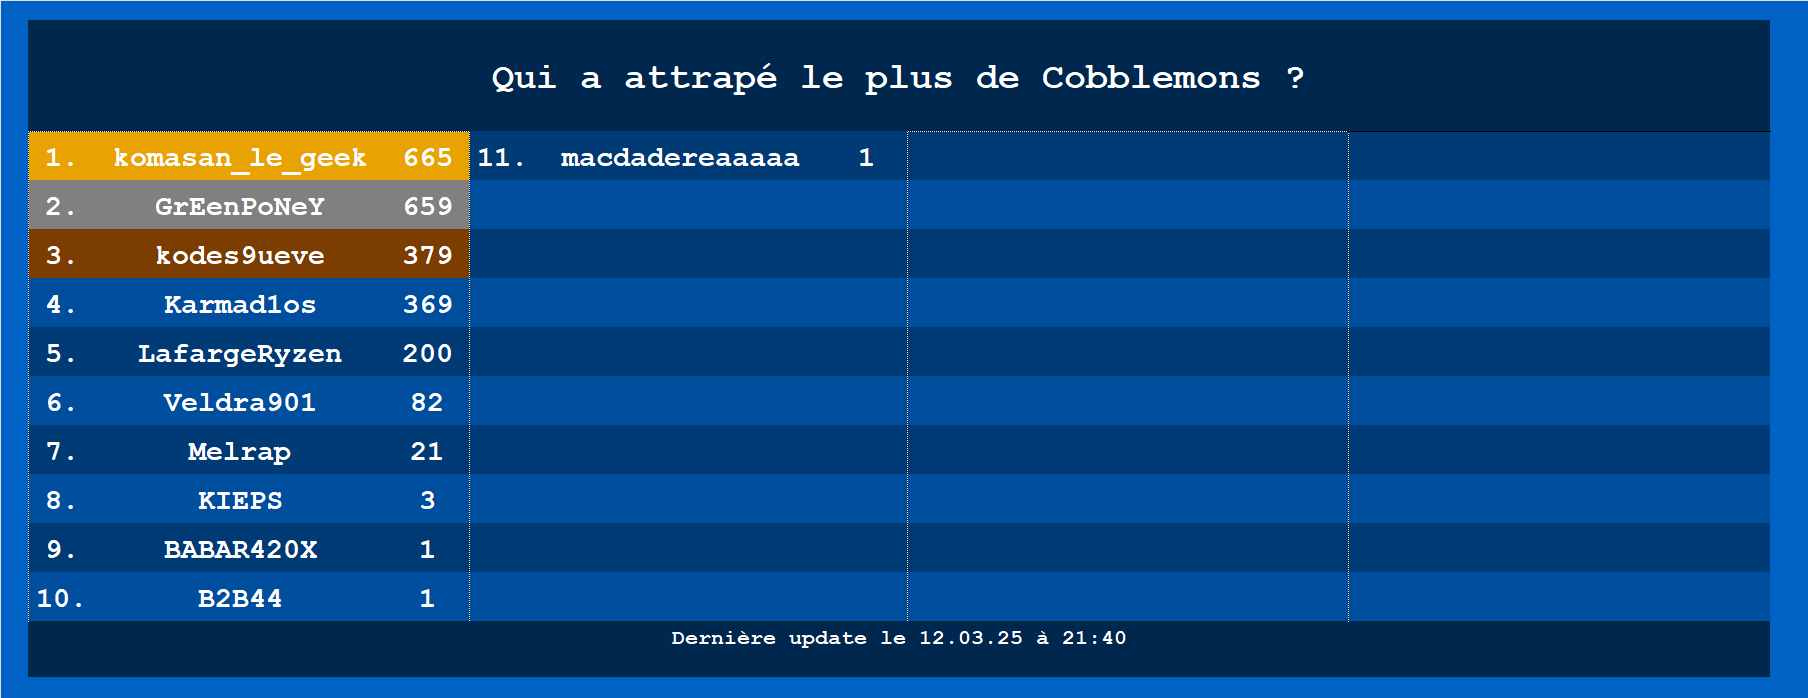 Qui a attrapé le plus de Cobblemons ?
1. komasan_le_geek 665
2. GrEenPoNeY 659
3. kodes9ueve 379
4. Karmad1os 369
5. LafargeRyzen 200
6. Veldra901 82
7. Melrap 21
8. KIEPS 3
9. BABAR420X 1
10. B2B44 1
11. macdadereaaaaa 1
Dernière update le 12.03.25 à 21:40